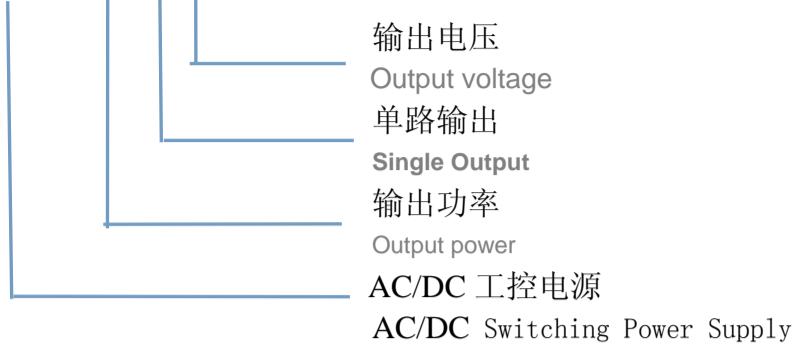 输出电压
Output voltage
单路输出
Single Output
输出功率
Output power
AC/DC 工控电源
AC/DC Switching Power Supply